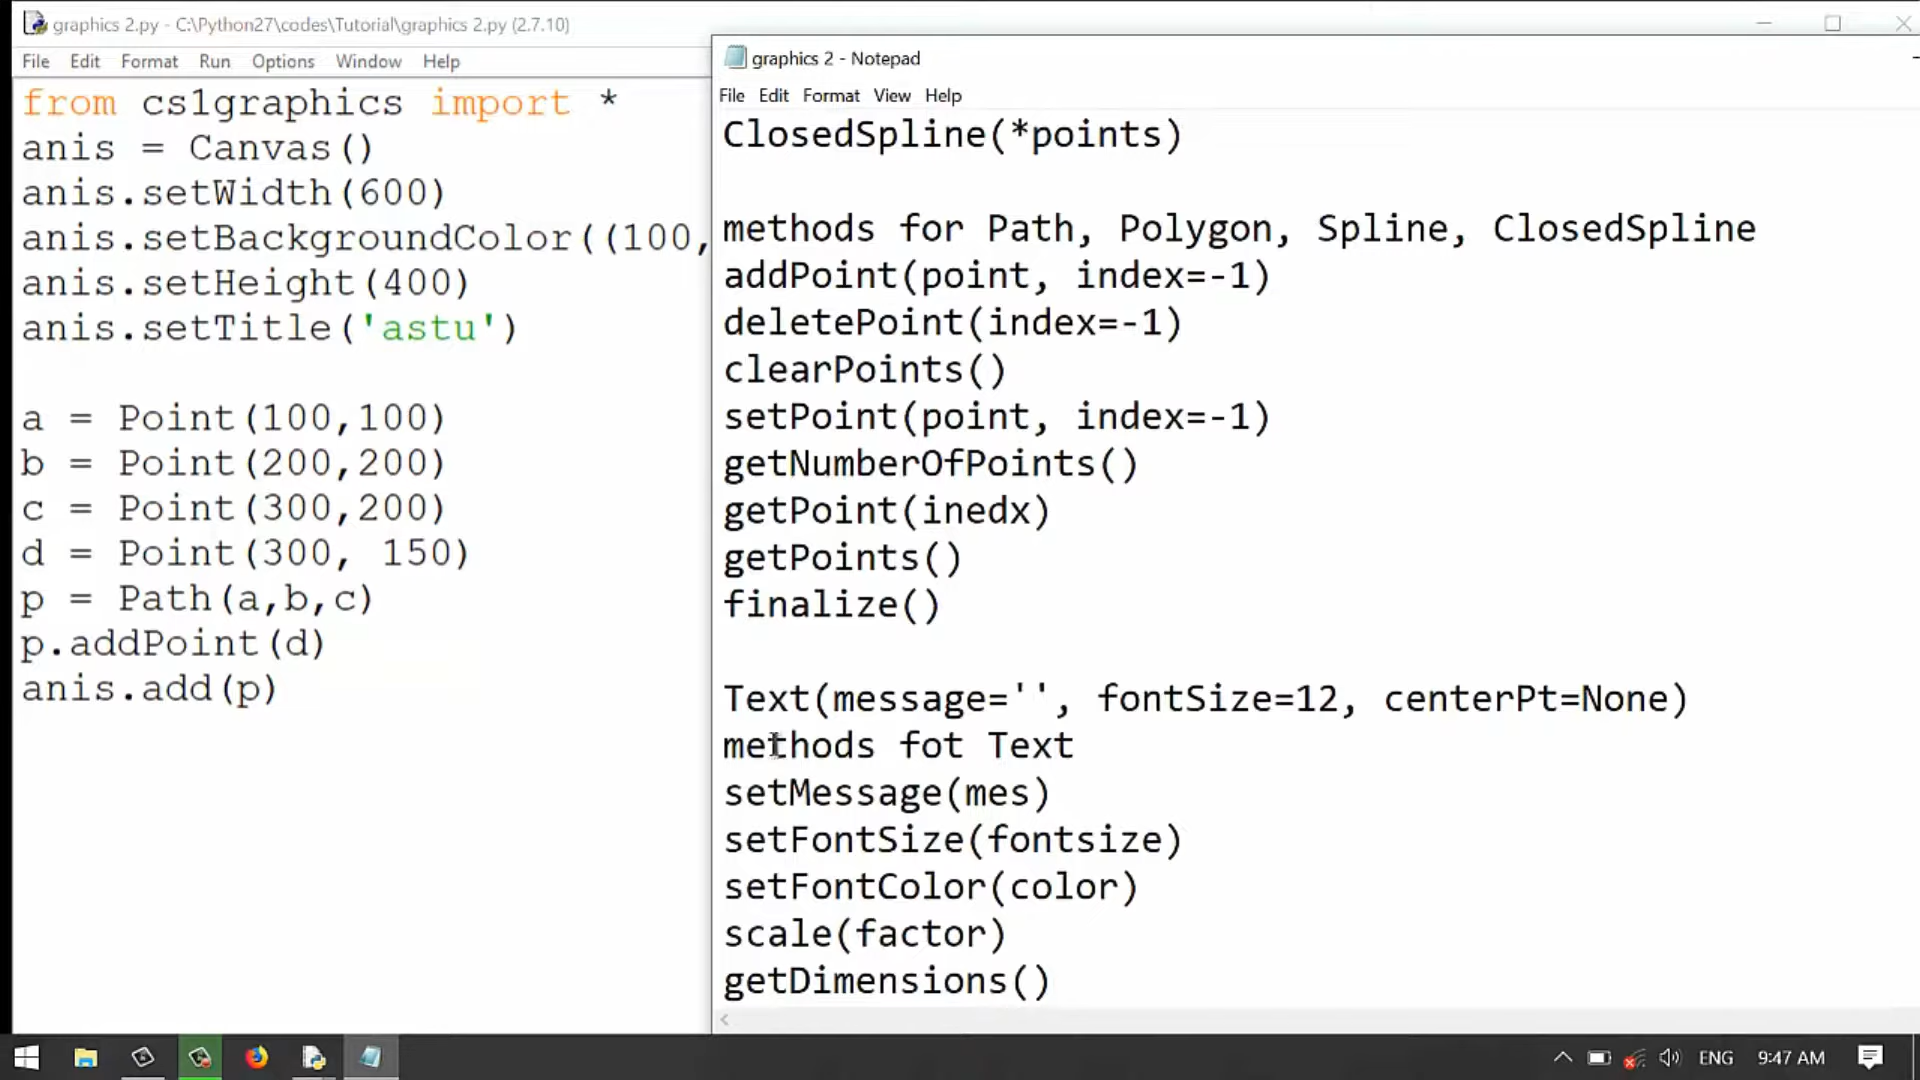 graphics 2.py - C:\Python27\codes\Tutorial\graphics 2.py (2.7.10)
File Edit Format Run Options Window Help
from cs1graphics import *
anis = Canvas()
anis.setWidth(600)
anis.setBackgroundColor((100,
anis.setHeight(400)
anis.setTitle('astu')
a = Point(100,100)
b = Point(200,200)
c = Point(300,200)
d = Point(300, 150)
p = Path(a,b,c)
p.addPoint(d)
anis.add(p)
graphics 2 - Notepad
File Edit Format View Help
ClosedSpline(*points)
methods for Path, Polygon, Spline, ClosedSpline
addPoint(point, index=-1)
deletePoint(index=-1)
clearPoints()
setPoint(point, index=-1)
getNumberOfPoints()
getPoint(inedx)
getPoints()
finalize()
Text(message='', fontSize=12, centerPt=None)
methods fot Text
setMessage(mes)
setFontSize(fontsize)
setFontColor(color)
scale(factor)
getDimensions()
ENG 9:47 AM